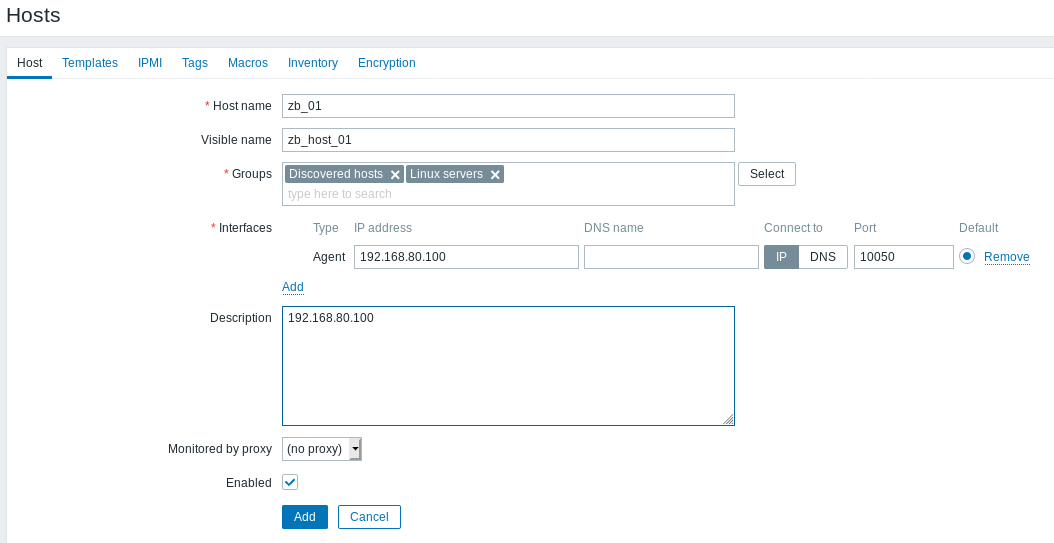 Hosts
Host Templates IPMI Tags Macros Inventory Encryption
* Host name zb_01
Visible name zb_host_01
* Groups Discovered hosts Linux servers Select
type here to search
* Interfaces Type IP address DNS name Connect to Port Default
Agent 192.168.80.100 IP DNS 10050 Remove
Add
Description 192.168.80.100
Monitored by proxy (no proxy)
Enabled
Add Cancel